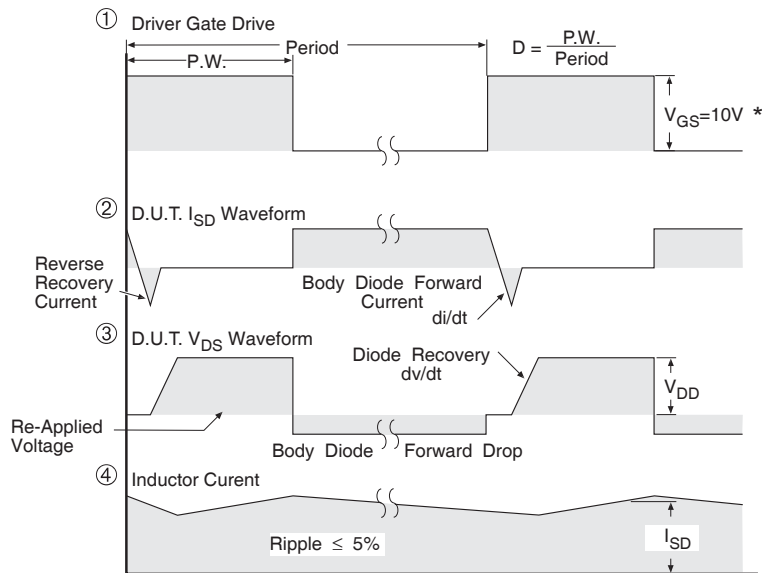 ① Driver Gate Drive
Period
P.W.
D = P.W. / Period
V_GS=10V *
② D.U.T. I_SD Waveform
Reverse
Recovery
Current
Body Diode Forward
Current
di/dt
③ D.U.T. V_DS Waveform
Diode Recovery
dv/dt
V_DD
Re-Applied
Voltage
Body Diode Forward Drop
④ Inductor Curent
Ripple ≤ 5%
I_SD